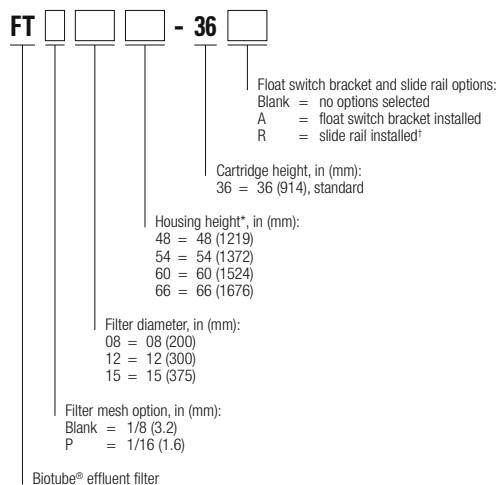 FT - 36
Float switch bracket and slide rail options:
Blank = no options selected
A = float switch bracket installed
R = slide rail installed†
Cartridge height, in (mm):
36 = 36 (914), standard
Housing height*, in (mm):
48 = 48 (1219)
54 = 54 (1372)
60 = 60 (1524)
66 = 66 (1676)
Filter diameter, in (mm):
08 = 08 (200)
12 = 12 (300)
15 = 15 (375)
Filter mesh option, in (mm):
Blank = 1/8 (3.2)
P = 1/16 (1.6)
Biotube® effluent filter